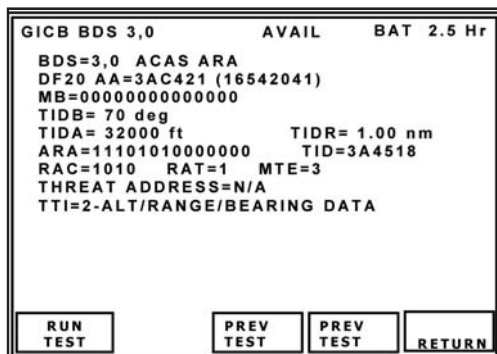 GICB BDS 3,0 AVAIL BAT 2.5 Hr
BDS=3,0 ACAS ARA
DF20 AA=3AC421 (16542041)
MB=00000000000000
TIDB= 70 deg
TIDA= 32000 ft TIDR= 1.00 nm
ARA=11101010000000 TID=3A4518
RAC=1010 RAT=1 MTE=3
THREAT ADDRESS=N/A
TTI=2-ALT/RANGE/BEARING DATA
RUN TEST PREV TEST PREV TEST RETURN